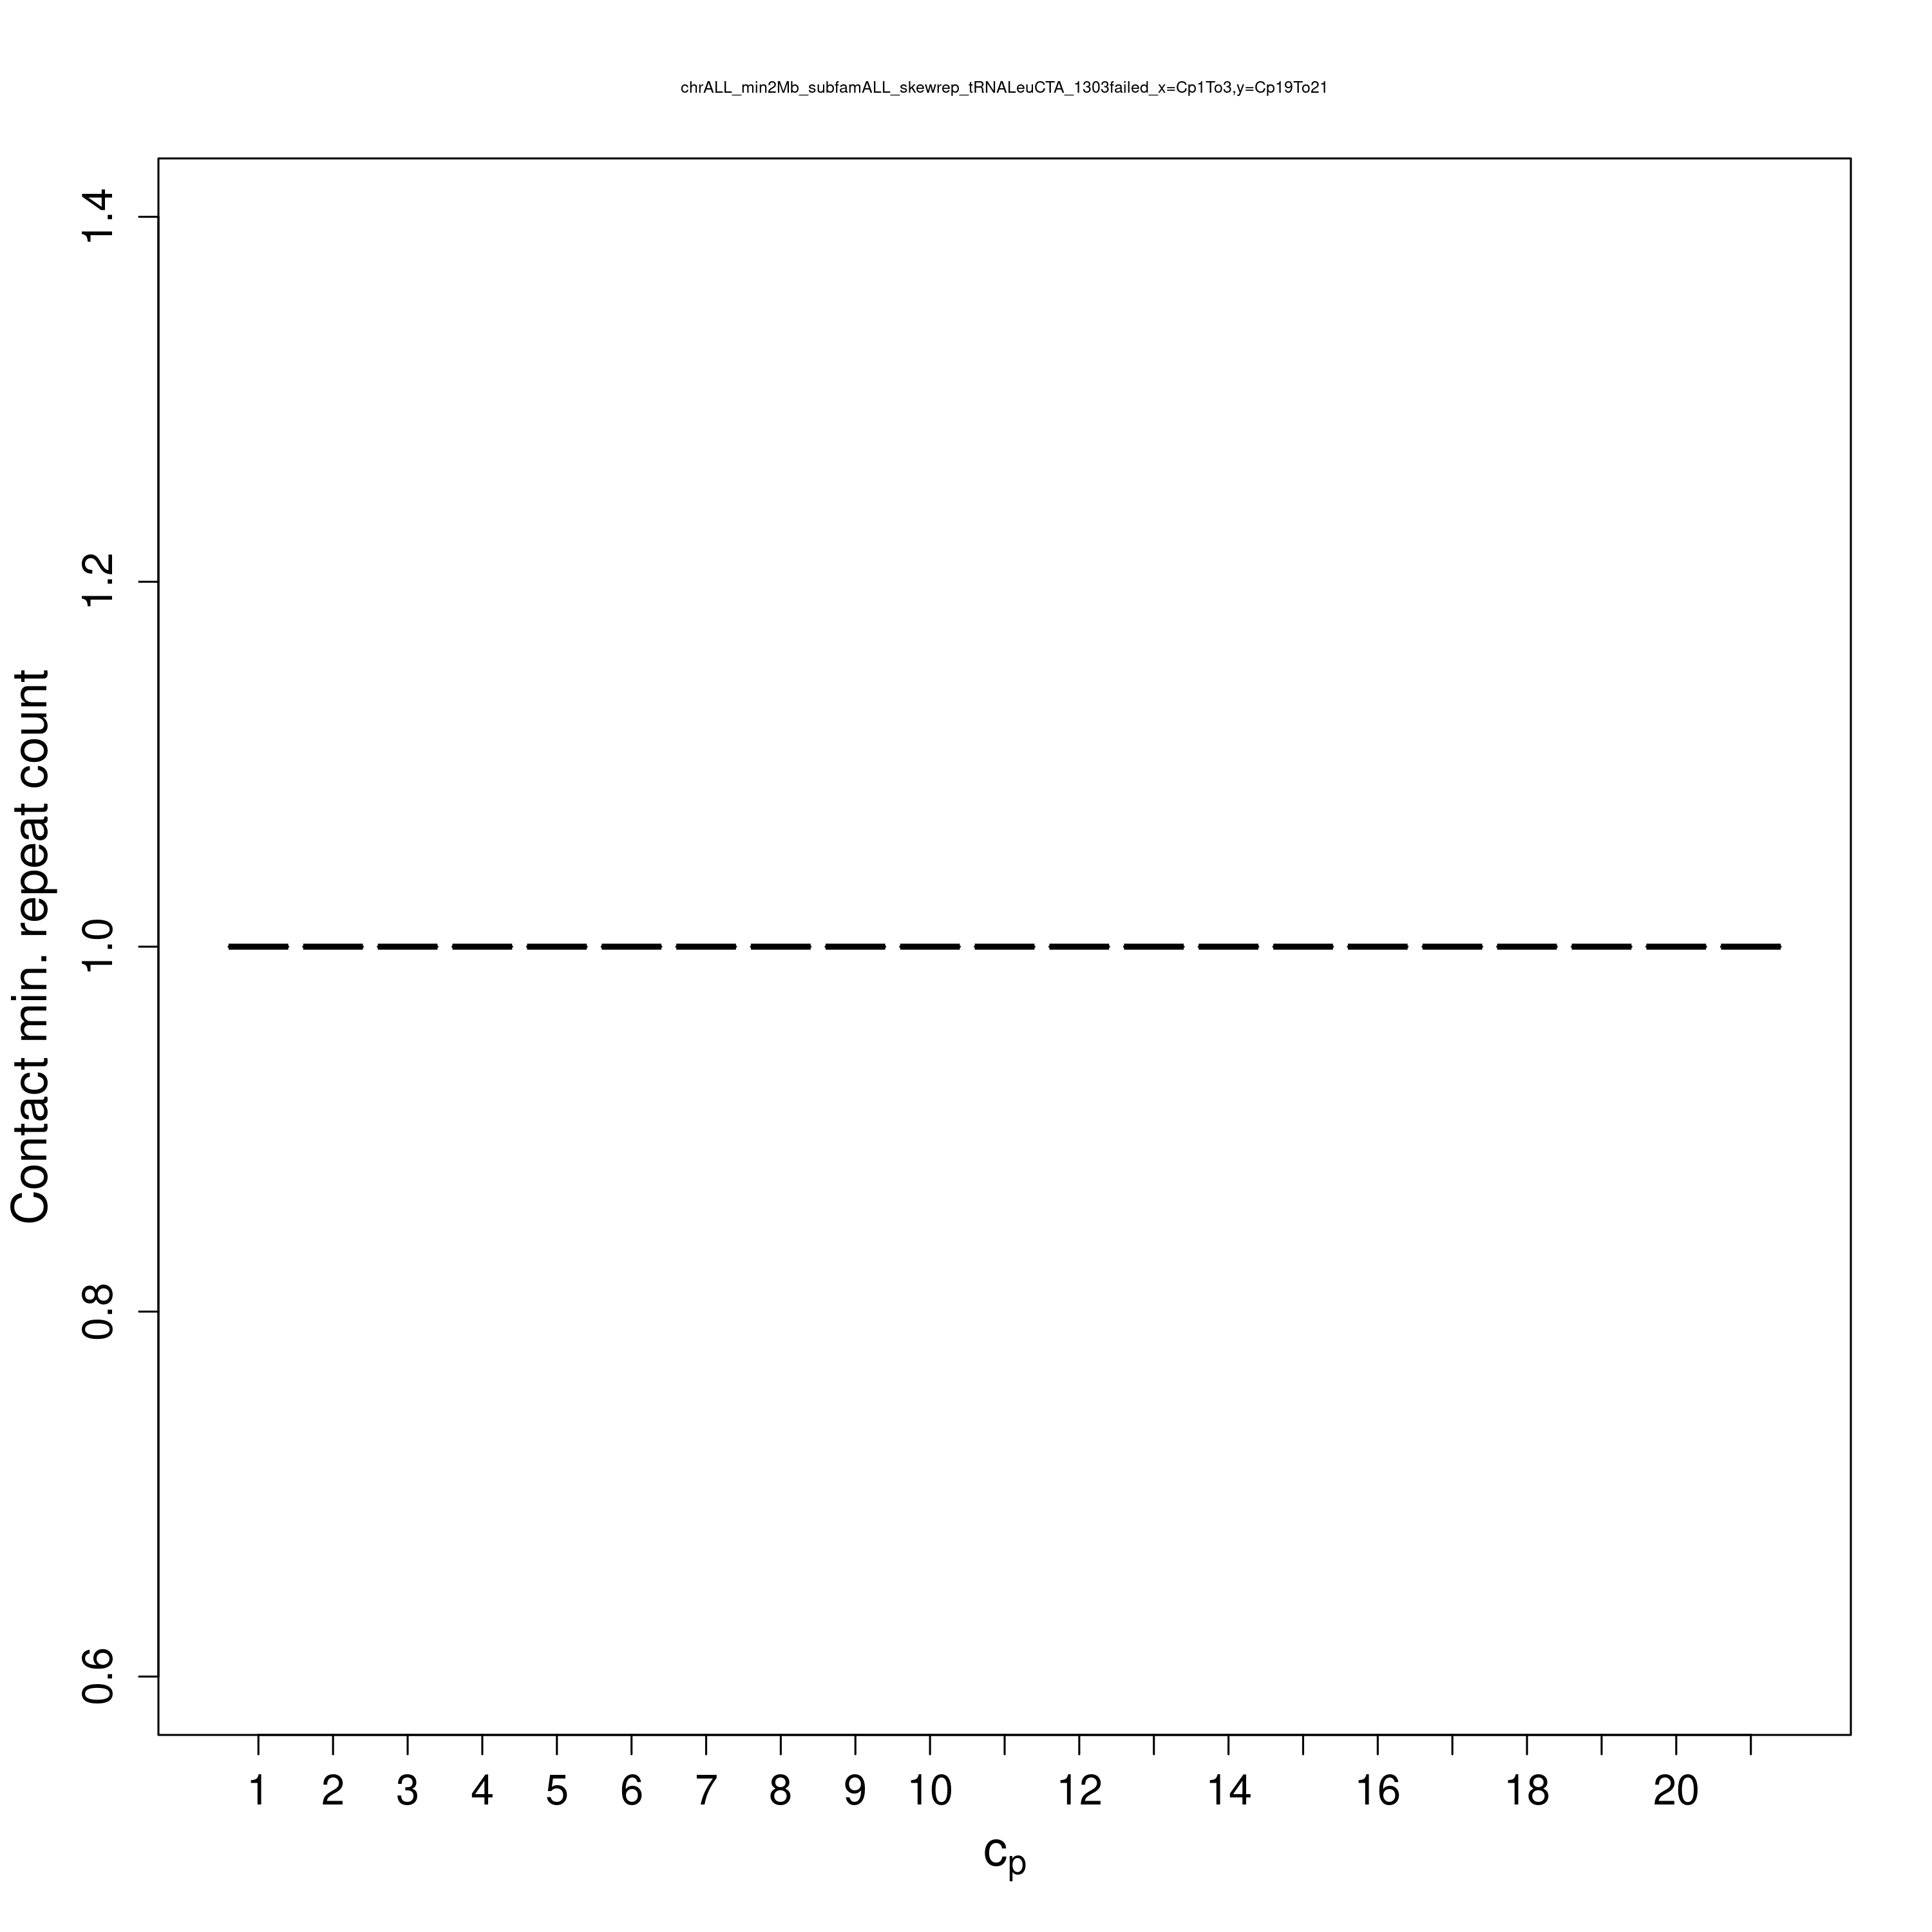 chrALL_min2Mb_subfamALL_skewrep_tRNALeuCTA_1303failed_x=Cp1To3,y=Cp19To21
Contact min. repeat count
1.4
1.2
1.0
0.8
0.6
1 2 3 4 5 6 7 8 9 10 12 14 16 18 20
cp